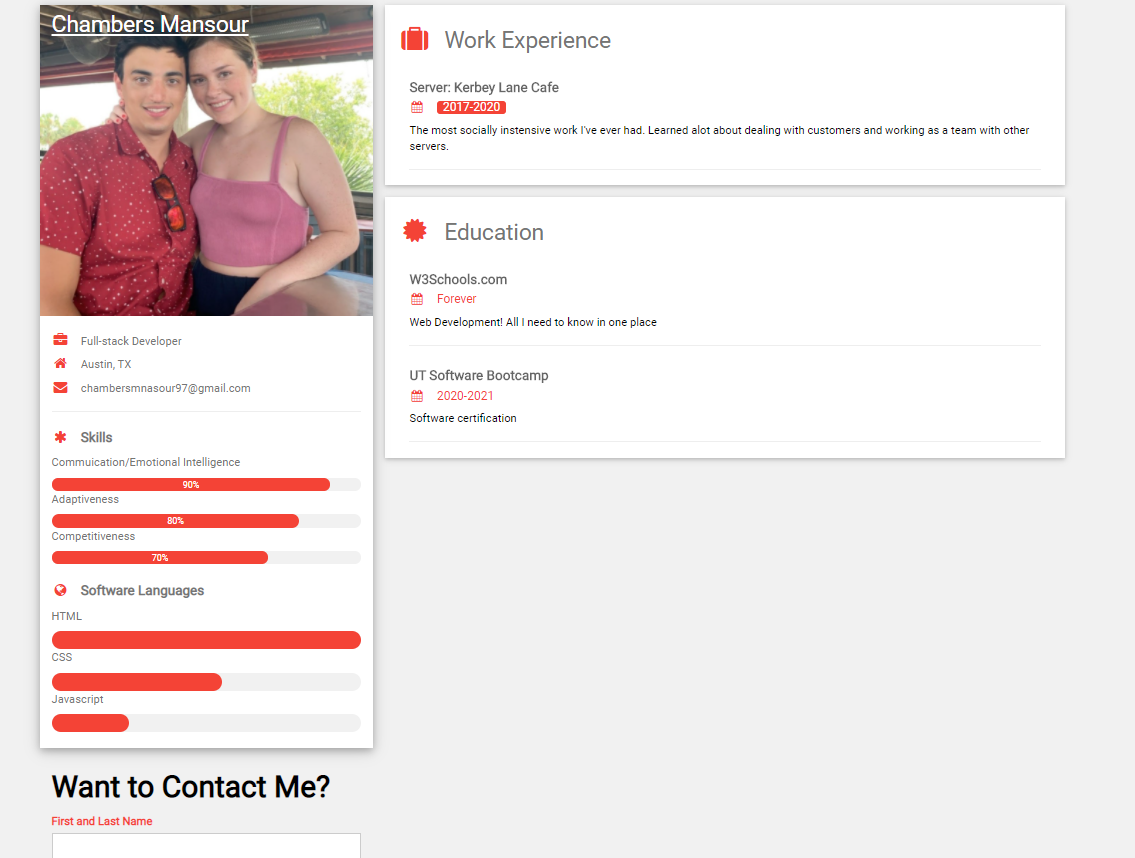 Chambers Mansour
Full-stack Developer
Austin, TX
chambersmnasour97@gmail.com
Skills
Commuication/Emotional Intelligence
90%
Adaptiveness
80%
Competitiveness
70%
Software Languages
HTML
CSS
Javascript
Want to Contact Me?
First and Last Name
Work Experience
Server: Kerbey Lane Cafe
2017-2020
The most socially instensive work I've ever had. Learned alot about dealing with customers and working as a team with other
servers.
Education
W3Schools.com
Forever
Web Development! All I need to know in one place
UT Software Bootcamp
2020-2021
Software certification